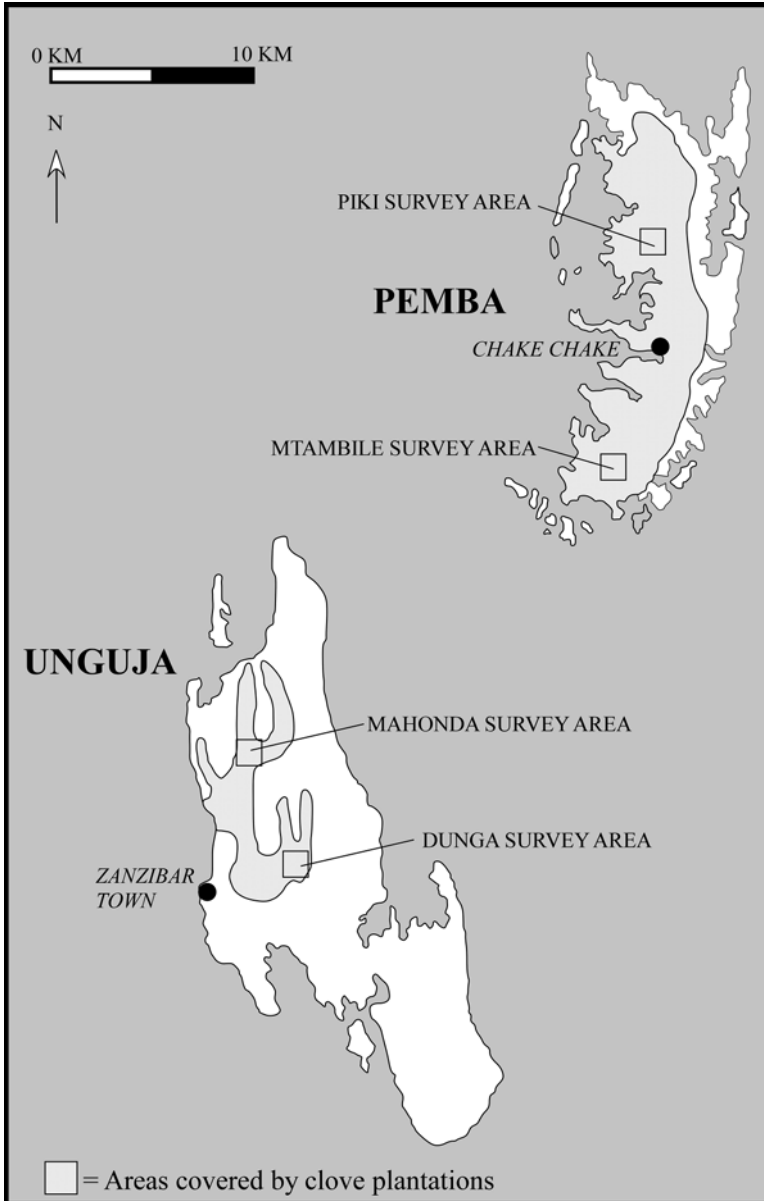 0 KM 10 KM
N
PIKI SURVEY AREA
PEMBA
CHAKE CHAKE
MTAMBILE SURVEY AREA
UNGUJA
MAHONDA SURVEY AREA
DUNGA SURVEY AREA
ZANZIBAR
TOWN
= Areas covered by clove plantations